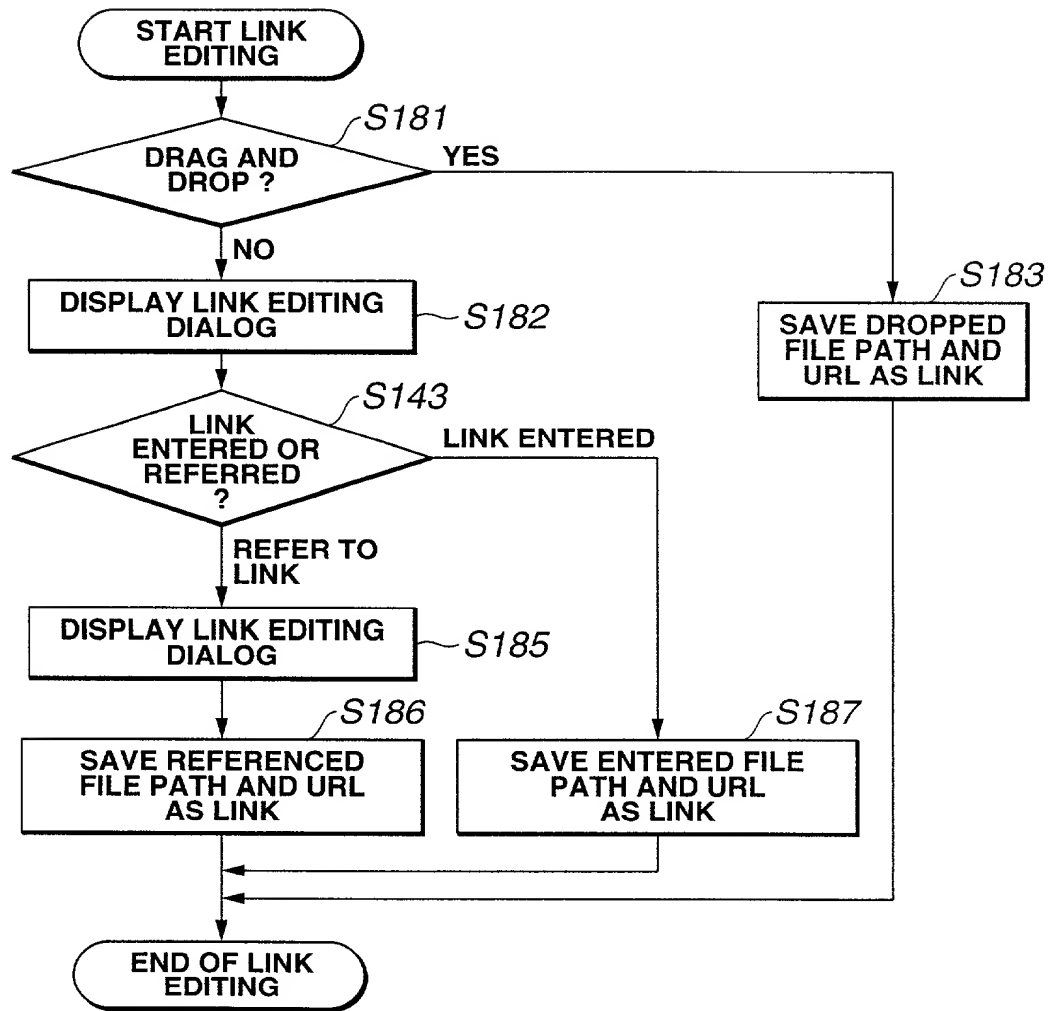 START LINK
EDITING
S181
DRAG AND
DROP ?
YES
NO
DISPLAY LINK EDITING
DIALOG
S182
S183
SAVE DROPPED
FILE PATH AND
URL AS LINK
S143
LINK
ENTERED OR
REFERRED
?
LINK ENTERED
REFER TO
LINK
DISPLAY LINK EDITING
DIALOG
S185
S186
SAVE REFERENCED
FILE PATH AND URL
AS LINK
S187
SAVE ENTERED FILE
PATH AND URL
AS LINK
END OF LINK
EDITING